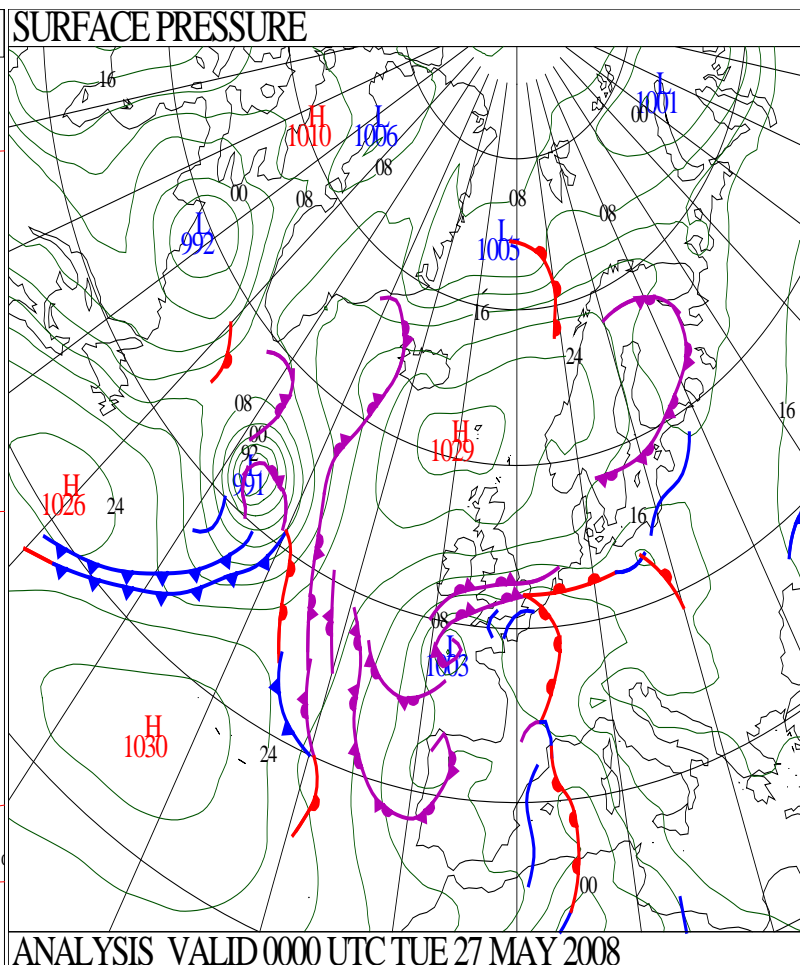 SURFACE PRESSURE
16
L
1001
00
H
1010
L
1006
08
00
08
08
08
L
992
L
1005
16
24
08
00
92
L
991
H
1029
16
H
1026
24
16
08
L
1003
H
1030
24
00
ANALYSIS VALID 0000 UTC TUE 27 MAY 2008